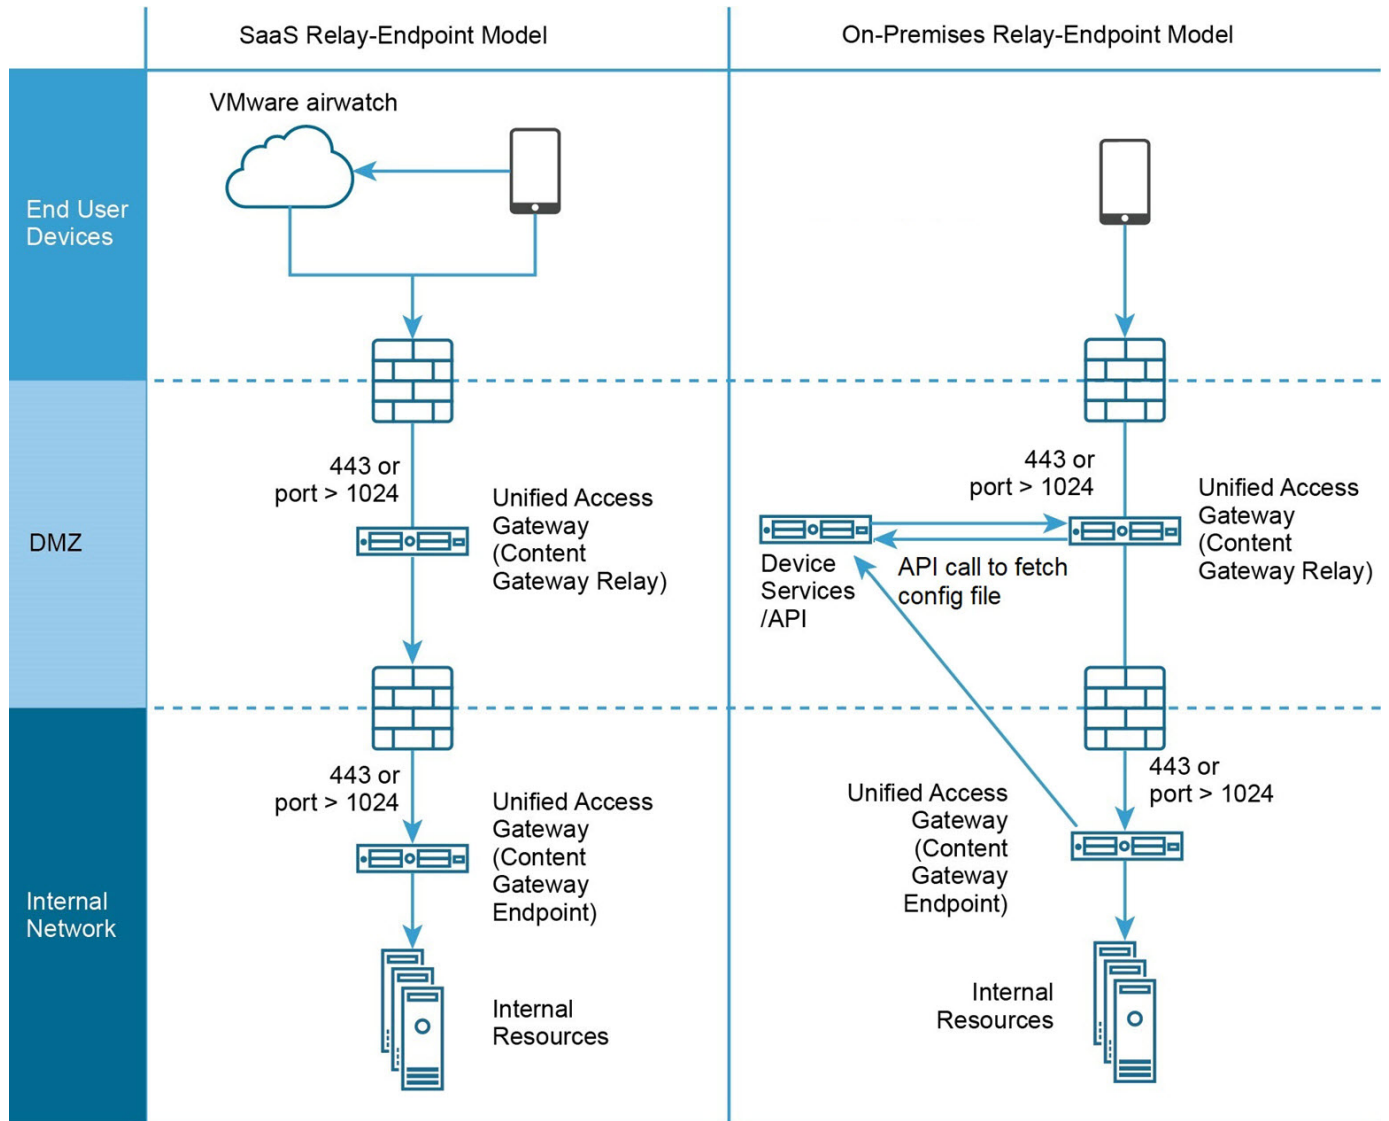 SaaS Relay-Endpoint Model
On-Premises Relay-Endpoint Model
VMware airwatch
End User
Devices
443 or
port > 1024
Unified Access
Gateway
(Content
Gateway Relay)
DMZ
443 or
port > 1024
Unified Access
Gateway
(Content
Gateway Relay)
Device
Services
/API
API call to fetch
config file
443 or
port > 1024
Unified Access
Gateway
(Content
Gateway
Endpoint)
443 or
port > 1024
Unified Access
Gateway
(Content
Gateway
Endpoint)
Internal
Network
Internal
Resources
Internal
Resources